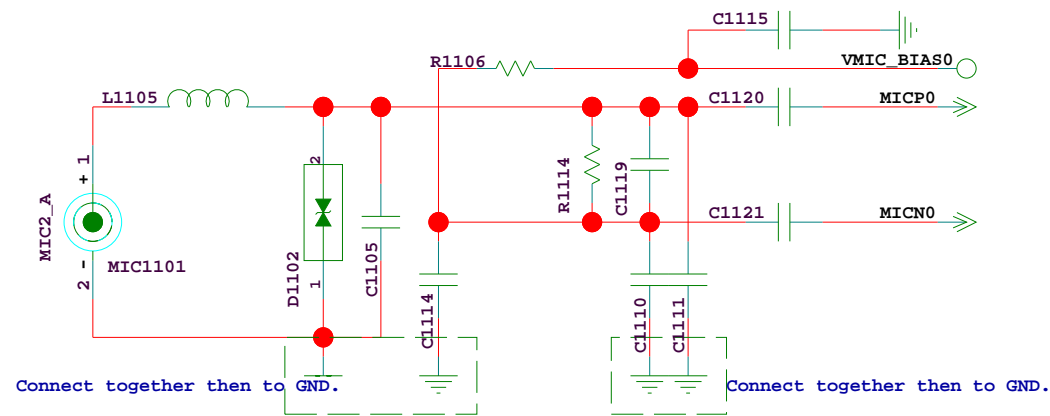 C1115
R1106
VMIC_BIAS0
L1105
C1120
MICP0
+ 1
2
MIC2_A
R1114
C1119
C1121
MICN0
MIC1101
2 -
D1102
1
C1105
C1114
C1110
C1111
Connect together then to GND.
Connect together then to GND.